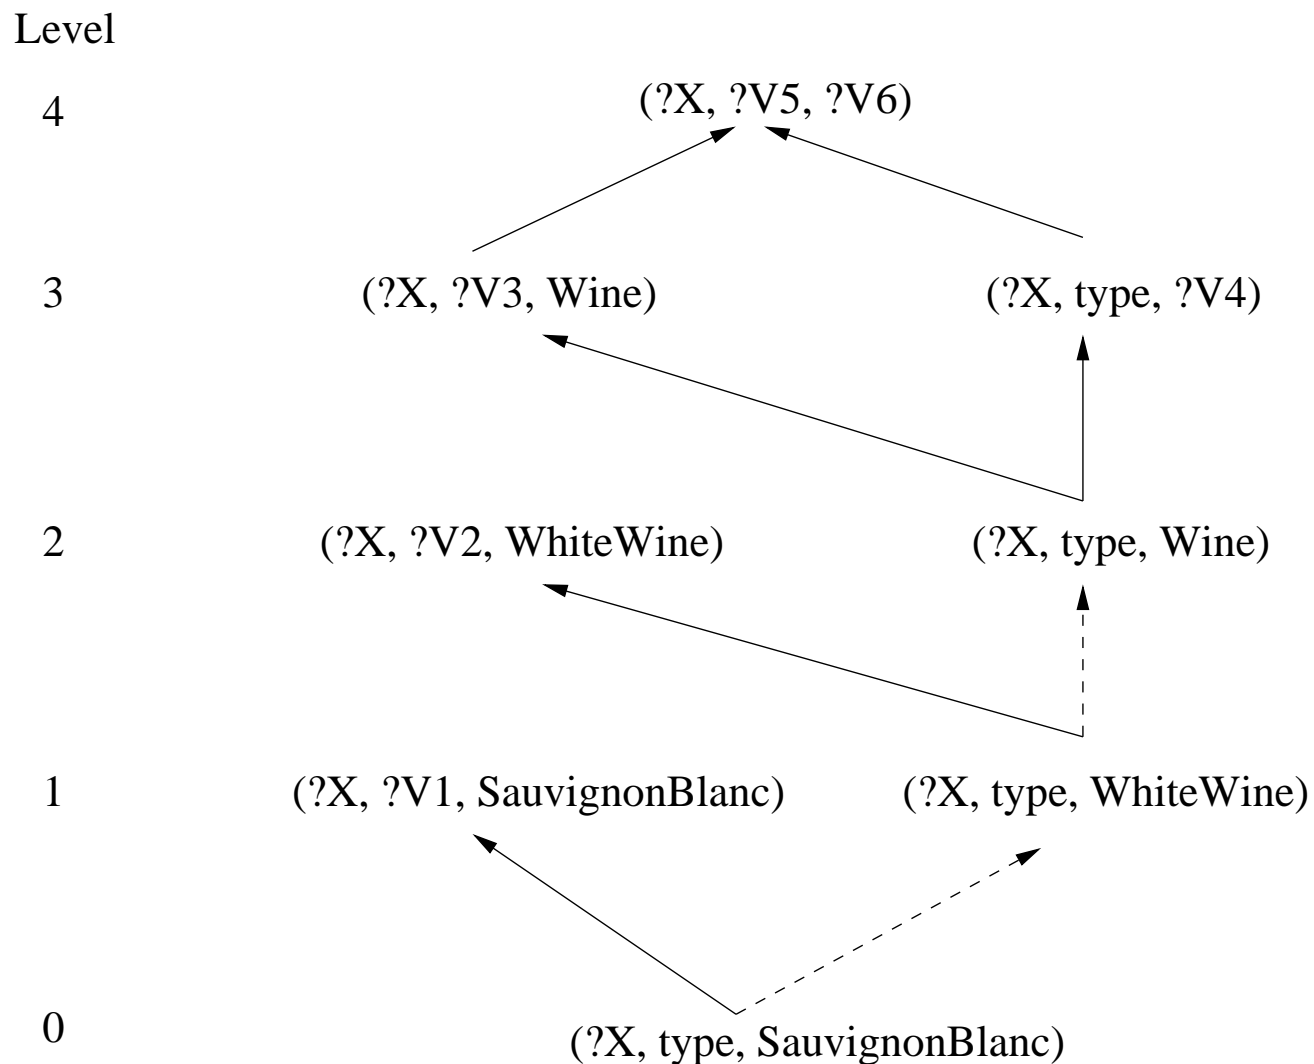 Level
4 (?X, ?V5, ?V6)
3 (?X, ?V3, Wine) (?X, type, ?V4)
2 (?X, ?V2, WhiteWine) (?X, type, Wine)
1 (?X, ?V1, SauvignonBlanc) (?X, type, WhiteWine)
0 (?X, type, SauvignonBlanc)